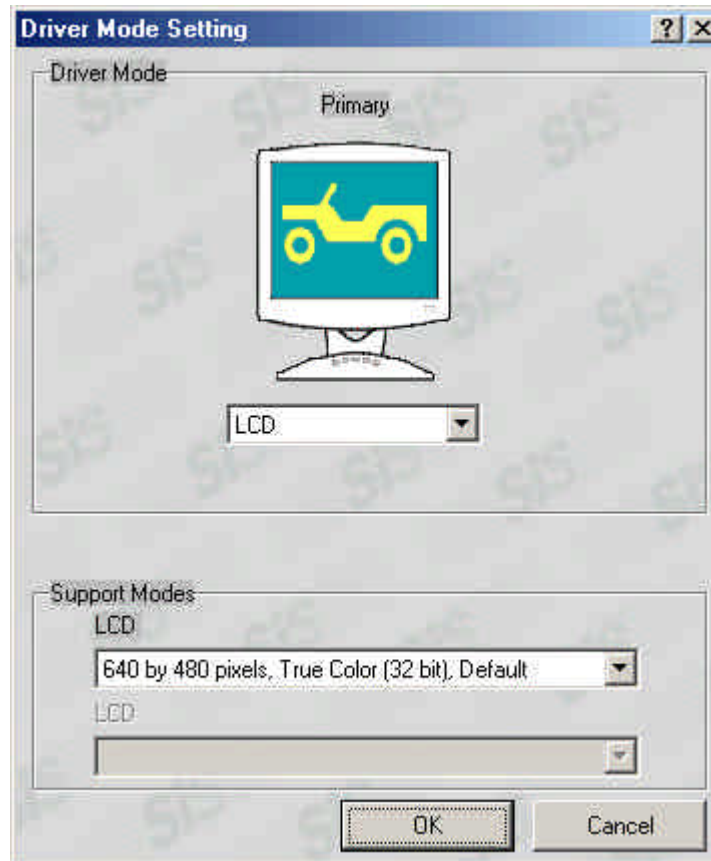 Driver Mode Setting
Driver Mode
Primary
LCD
Support Modes
LCD
640 by 480 pixels, True Color (32 bit), Default
LCD
OK
Cancel
SiS